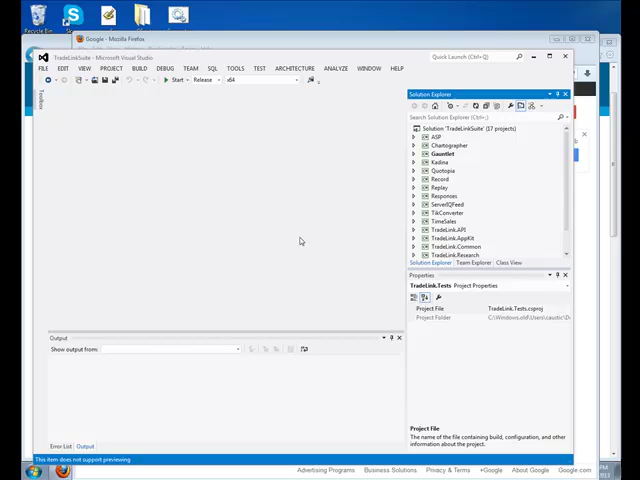 Recycle Bin
Skype
Google - Mozilla Firefox
TradeLinkSuite - Microsoft Visual Studio
Quick Launch (Ctrl+Q)
FILE EDIT VIEW PROJECT BUILD DEBUG TEAM SQL TOOLS TEST ARCHITECTURE ANALYZE WINDOW HELP
Start Release x64
Toolbox
Solution Explorer
Search Solution Explorer (Ctrl+;)
Solution 'TradeLinkSuite' (17 projects)
ASP
Chartographer
Gauntlet
Kadina
Quotopia
Record
Replay
Responses
ServerIQFeed
TikConverter
TimeSales
TradeLink.API
TradeLink.AppKit
TradeLink.Common
TradeLink.Research
Solution Explorer Team Explorer Class View
Properties
TradeLink.Tests Project Properties
Project File TradeLink.Tests.csproj
Project Folder C:\Windows.old\Users\caustic\D
Project File
The name of the file containing build, configuration, and other information about the project.
Output
Show output from:
Error List Output
This item does not support previewing
Advertising Programs Business Solutions Privacy & Terms +Google About Google Google.com